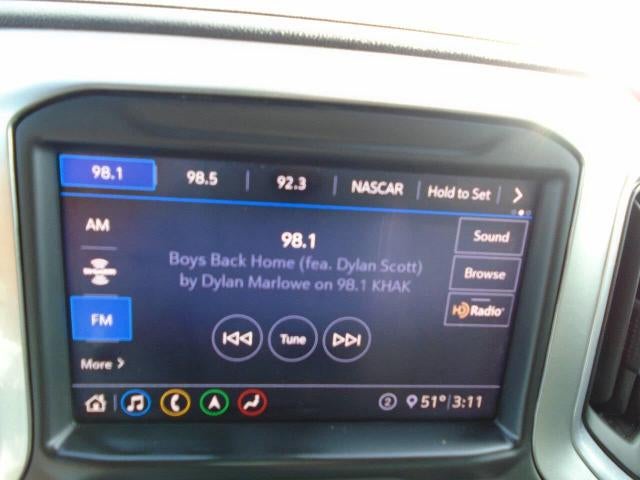 98.1 98.5 92.3 NASCAR Hold to Set
AM
98.1
Sound
Boys Back Home (fea. Dylan Scott)
by Dylan Marlowe on 98.1 KHAK
Browse
FM
HD Radio
Tune
More
2 51° 3:11